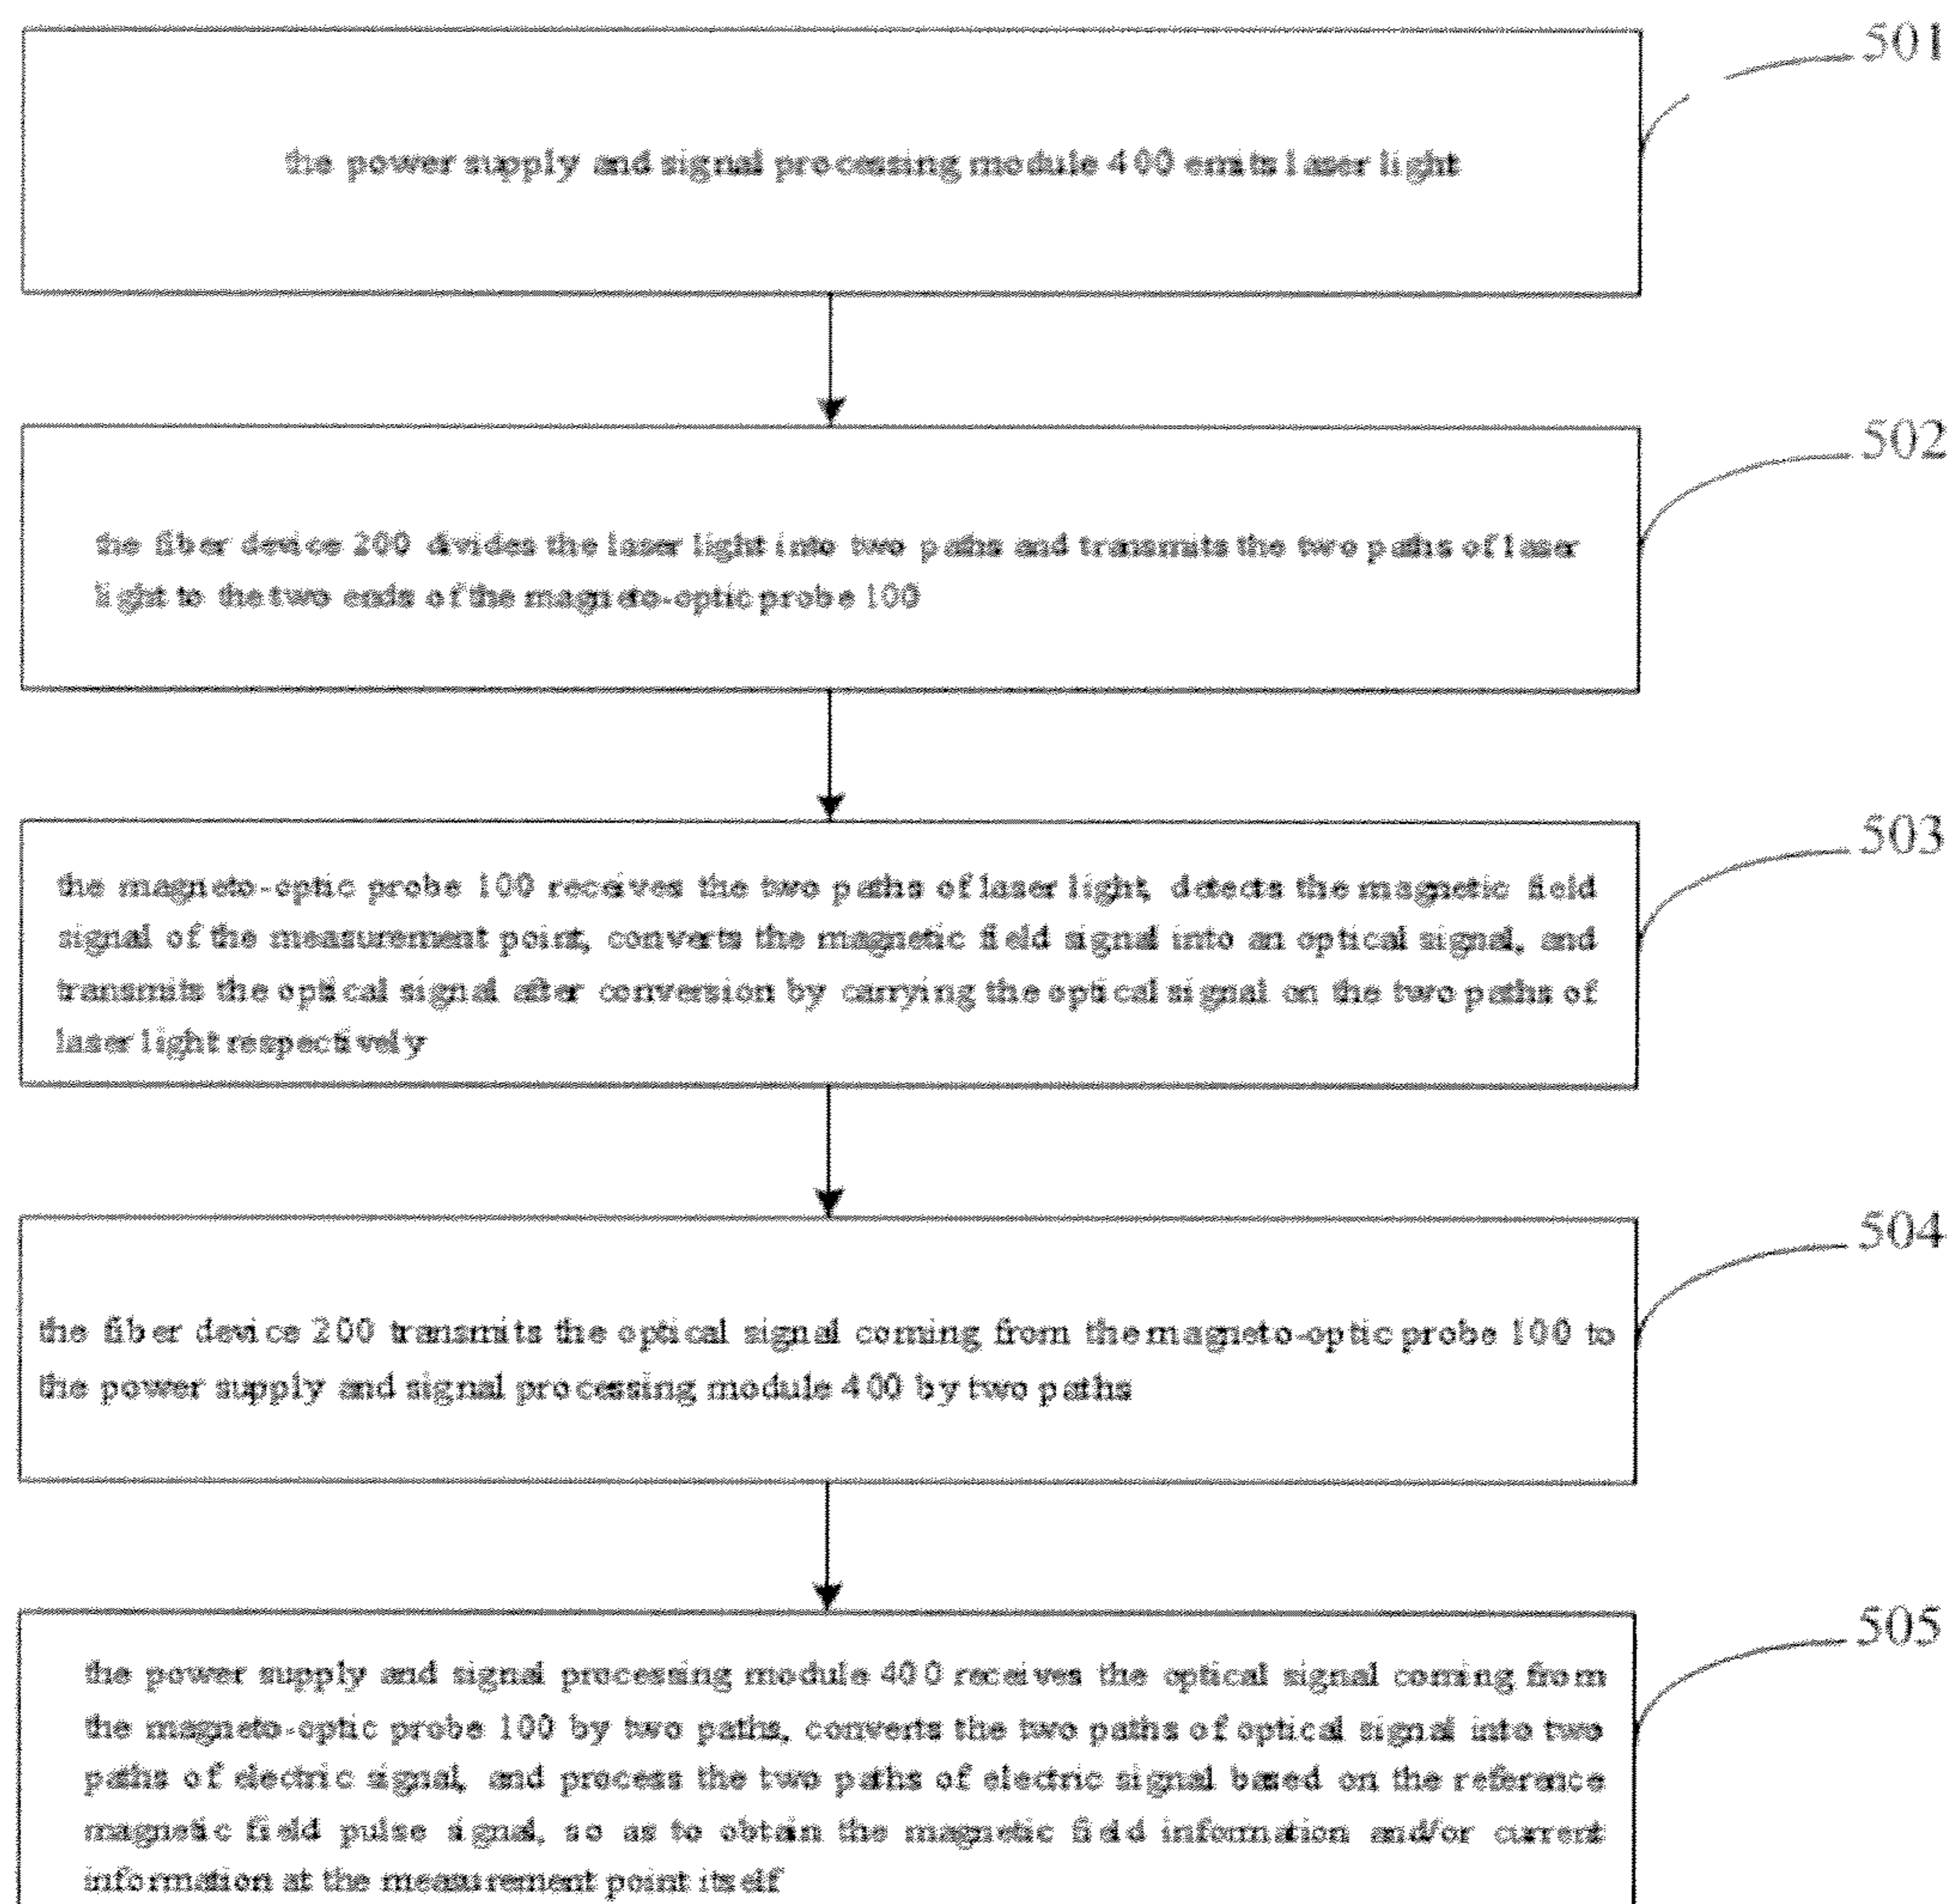 501
the power supply and signal processing module 400 emits laser light
502
the fiber device 200 divides the laser light into two paths and transmits the two paths of laser
light to the two ends of the magneto-optic probe 100
503
the magneto-optic probe 100 receives the two paths of laser light, detects the magnetic field
signal of the measurement point, converts the magnetic field signal into an optical signal, and
transmits the optical signal after conversion by carrying the optical signal on the two paths of
laser light respectively
504
the fiber device 200 transmits the optical signal coming from the magneto-optic probe 100 to
the power supply and signal processing module 400 by two paths
505
the power supply and signal processing module 400 receives the optical signal coming from
the magneto-optic probe 100 by two paths, converts the two paths of optical signal into two
paths of electric signal, and process the two paths of electric signal based on the reference
magnetic field pulse signal, so as to obtain the magnetic field information and/or current
information at the measurement point itself